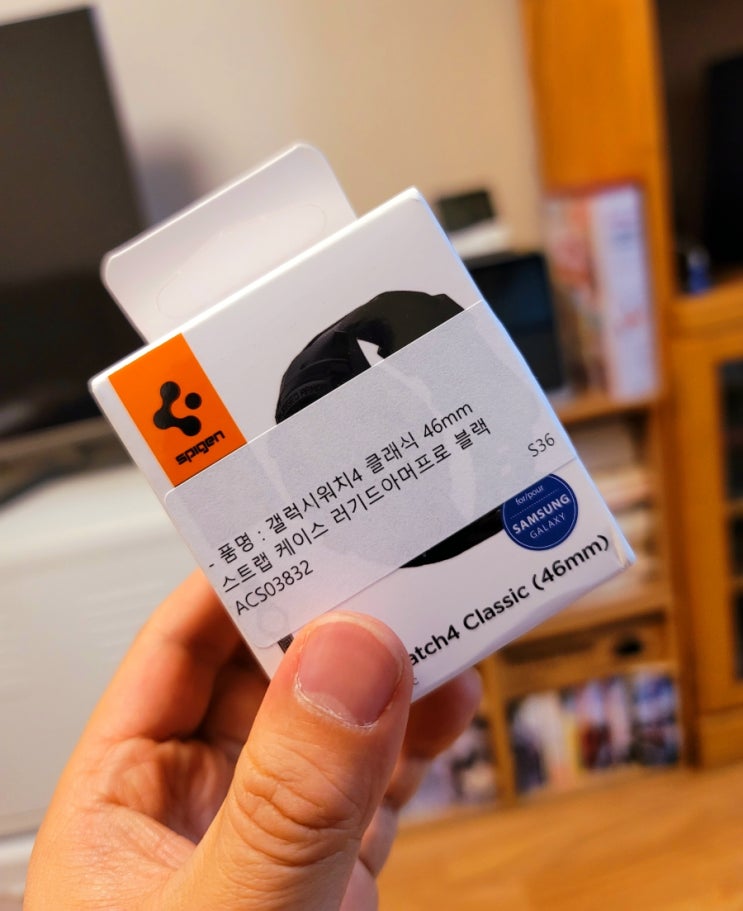 spigen
- 품명 : 갤럭시워치4 클래식 46mm
스트랩 케이스 러기드아머프로 블랙
ACS03832
S36
for/pour
SAMSUNG
GALAXY
atch4 Classic (46mm)